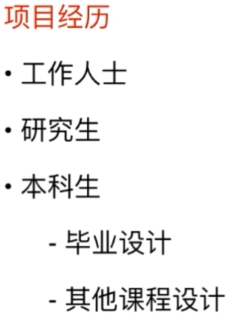 项目经历
• 工作人士
• 研究生
• 本科生
- 毕业设计
- 其他课程设计